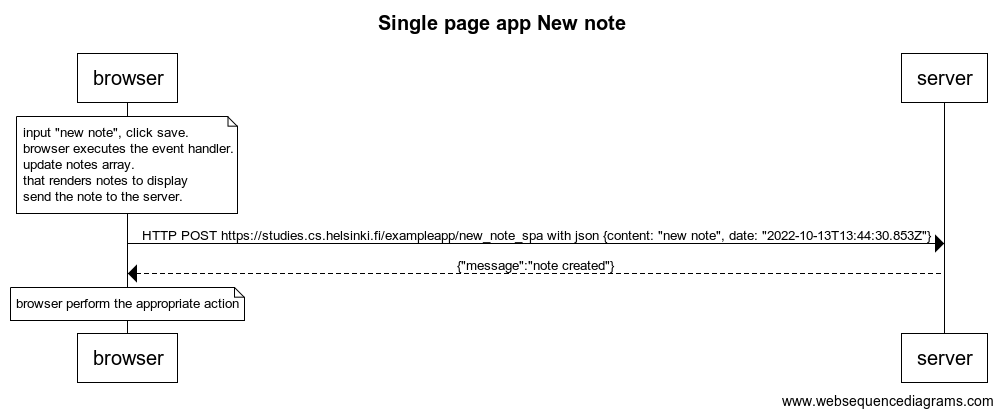 Single page app New note
browser
server
input "new note", click save.
browser executes the event handler.
update notes array.
that renders notes to display
send the note to the server.
HTTP POST https://studies.cs.helsinki.fi/exampleapp/new_note_spa with json {content: "new note", date: "2022-10-13T13:44:30.853Z"}
{"message":"note created"}
browser perform the appropriate action
browser
server
www.websequencediagrams.com